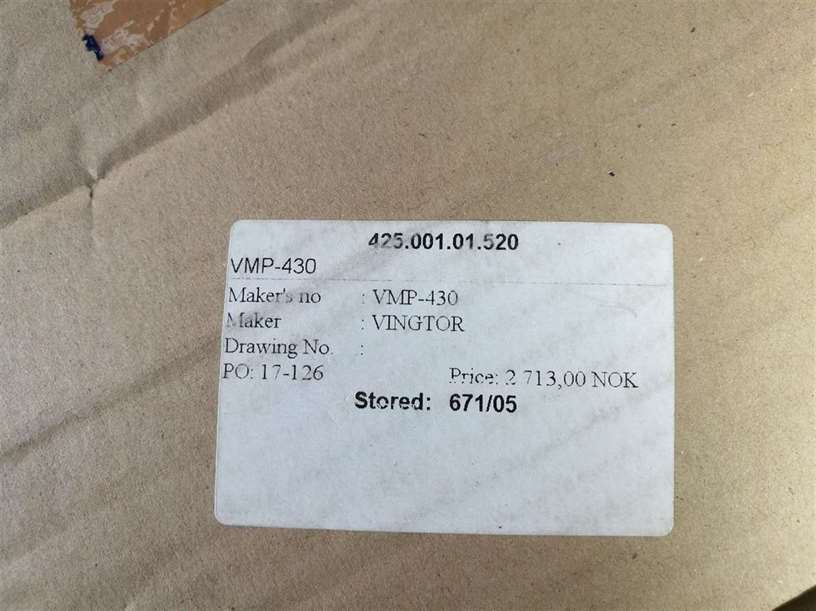 425.001.01.520
VMP-430
Maker's no : VMP-430
Maker : VINGTOR
Drawing No. :
PO: 17-126 Price: 2 713,00 NOK
Stored: 671/05